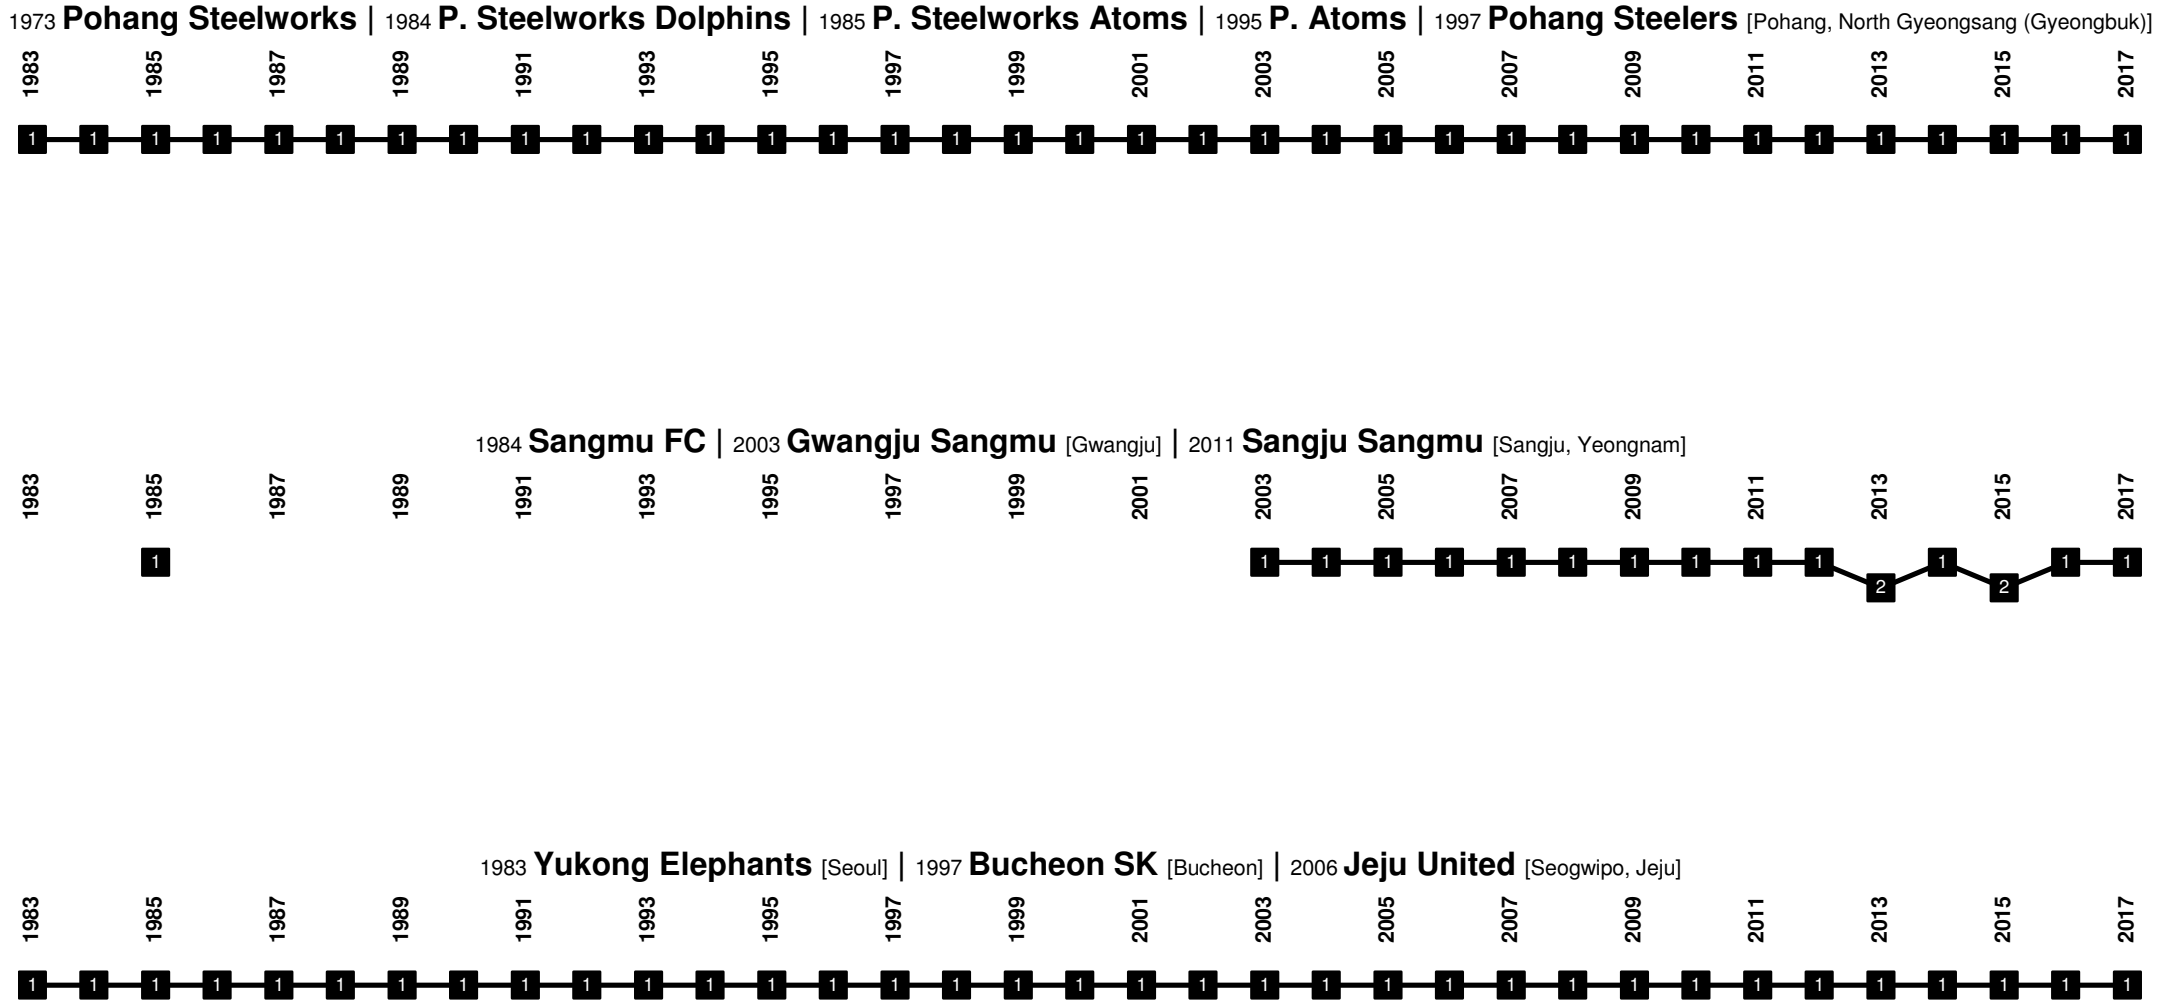 1973 Pohang Steelworks | 1984 P. Steelworks Dolphins | 1985 P. Steelworks Atoms | 1995 P. Atoms | 1997 Pohang Steelers [Pohang, North Gyeongsang (Gyeongbuk)]
1983 1985 1987 1989 1991 1993 1995 1997 1999 2001 2003 2005 2007 2009 2011 2013 2015 2017
1 1 1 1 1 1 1 1 1 1 1 1 1 1 1 1 1 1 1 1 1 1 1 1 1 1 1 1 1 1 1 1 1 1 1
1984 Sangmu FC | 2003 Gwangju Sangmu [Gwangju] | 2011 Sangju Sangmu [Sangju, Yeongnam]
1983 1985 1987 1989 1991 1993 1995 1997 1999 2001 2003 2005 2007 2009 2011 2013 2015 2017
1 1 1 1 1 1 1 1 1 1 1 1 1 1
2 2
1983 Yukong Elephants [Seoul] | 1997 Bucheon SK [Bucheon] | 2006 Jeju United [Seogwipo, Jeju]
1983 1985 1987 1989 1991 1993 1995 1997 1999 2001 2003 2005 2007 2009 2011 2013 2015 2017
1 1 1 1 1 1 1 1 1 1 1 1 1 1 1 1 1 1 1 1 1 1 1 1 1 1 1 1 1 1 1 1 1 1 1